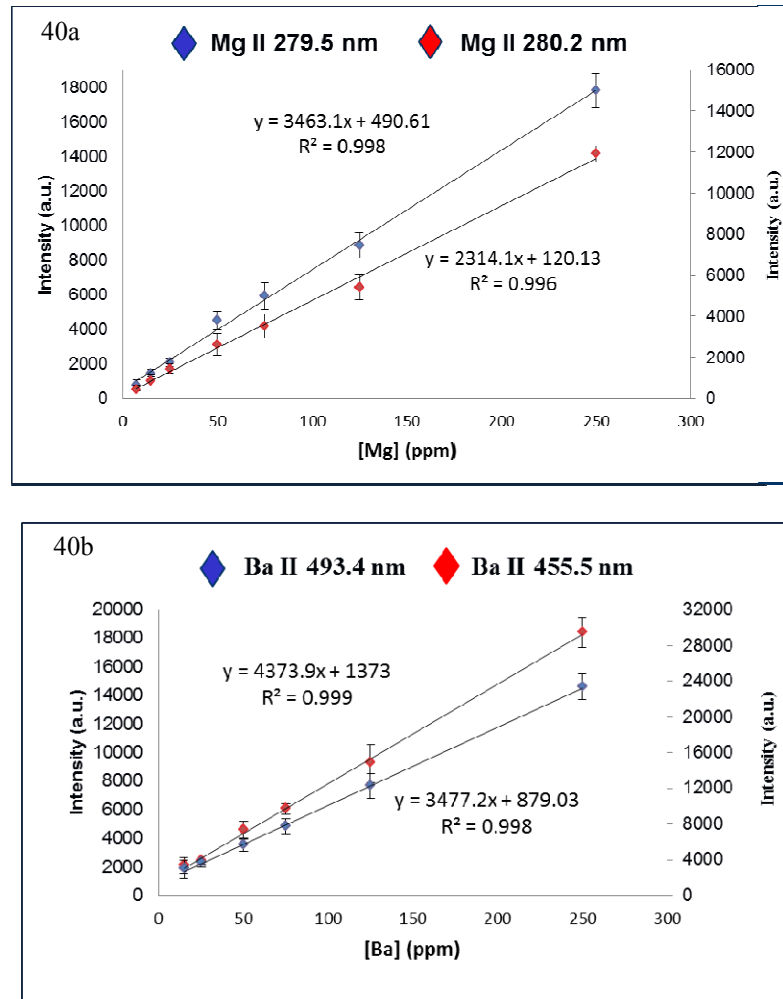 40a
Mg II 279.5 nm Mg II 280.2 nm
18000
16000
14000
12000
10000
8000
6000
4000
2000
0
Intensity (a.u.)
y = 3463.1x + 490.61
R² = 0.998
y = 2314.1x + 120.13
R² = 0.996
16000
14000
12000
10000
8000
6000
4000
2000
0
Intensity (a.u.)
0 50 100 150 200 250 300
[Mg] (ppm)
40b
Ba II 493.4 nm Ba II 455.5 nm
20000
18000
16000
14000
12000
10000
8000
6000
4000
2000
0
Intensity (a.u.)
y = 4373.9x + 1373
R² = 0.999
y = 3477.2x + 879.03
R² = 0.998
32000
28000
24000
20000
16000
12000
8000
4000
0
Intensity (a.u.)
0 50 100 150 200 250 300
[Ba] (ppm)